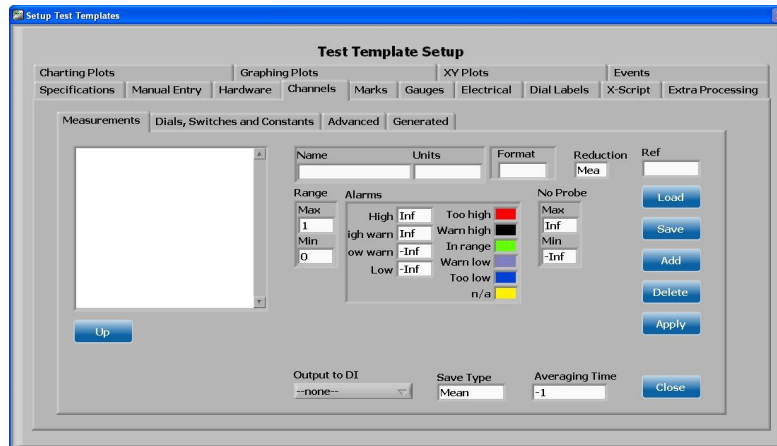 Setup Test Templates
Test Template Setup
Charting Plots Graphing Plots XY Plots Events
Specifications Manual Entry Hardware Channels Marks Gauges Electrical Dial Labels X-Script Extra Processing
Measurements Dials, Switches and Constants Advanced Generated
Name Units Format Reduction Ref
Mea
Range Alarms No Probe
Load
Max
1
Min
0
High Inf Too high
igh warn Inf Warn high
In range
ow warn -Inf Warn low
Low -Inf Too low
n/a
Max
Inf
Min
-Inf
Save
Add
Delete
Apply
Up
Output to DI Save Type Averaging Time
--none-- Mean -1
Close